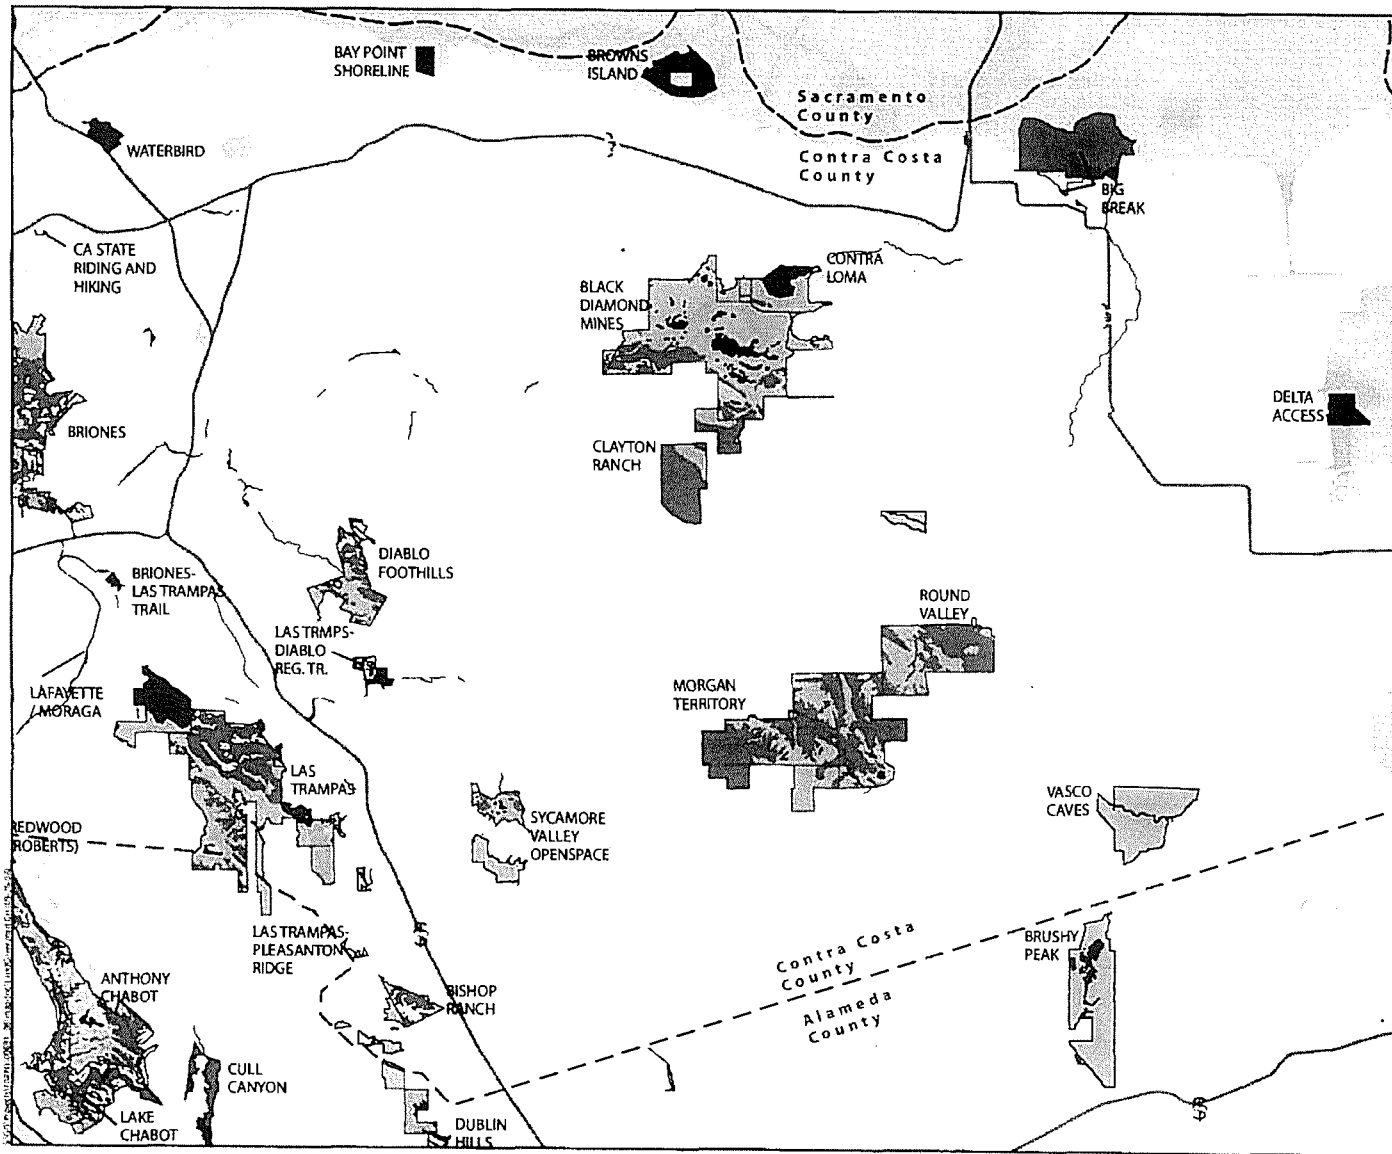 BAY POINT
SHORELINE
BROWNS
ISLAND
Sacramento
County
Contra Costa
County
WATERBIRD
BIG
BREAK
CA STATE
RIDING AND
HIKING
CONTRA
LOMA
BLACK
DIAMOND
MINES
BRIONES
DELTA
ACCESS
CLAYTON
RANCH
DIABLO
FOOTHILLS
BRIONES-
LAS TRAMPAS
TRAIL
ROUND
VALLEY
LAS TRMPS-
DIABLO
REG. TR.
LAFAYETTE
/ MORAGA
MORGAN
TERRITORY
LAS
TRAMPAS
VASCO
CAVES
SYCAMORE
VALLEY
OPENSPACE
REDWOOD
(ROBERTS)
LAS TRAMPAS-
PLEASANTON
RIDGE
Contra Costa
County
Alameda
County
BRUSHY
PEAK
ANTHONY
CHABOT
BISHOP
RANCH
CULL
CANYON
LAKE
CHABOT
DUBLIN
HILLS